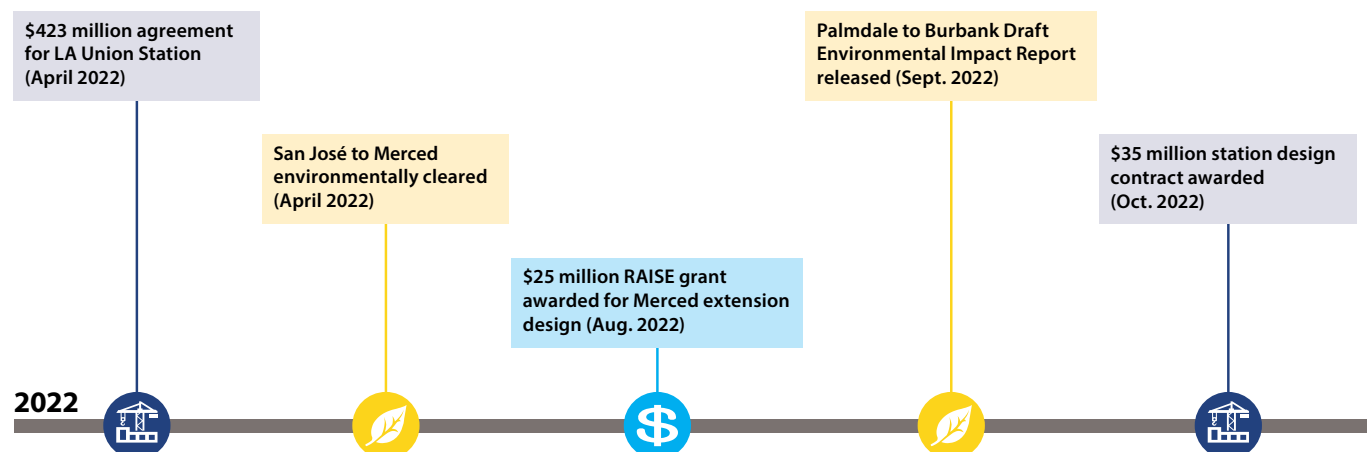 $423 million agreement
for LA Union Station
(April 2022)
San José to Merced
environmentally cleared
(April 2022)
$25 million RAISE grant
awarded for Merced extension
design (Aug. 2022)
Palmdale to Burbank Draft
Environmental Impact Report
released (Sept. 2022)
$35 million station design
contract awarded
(Oct. 2022)
2022
$